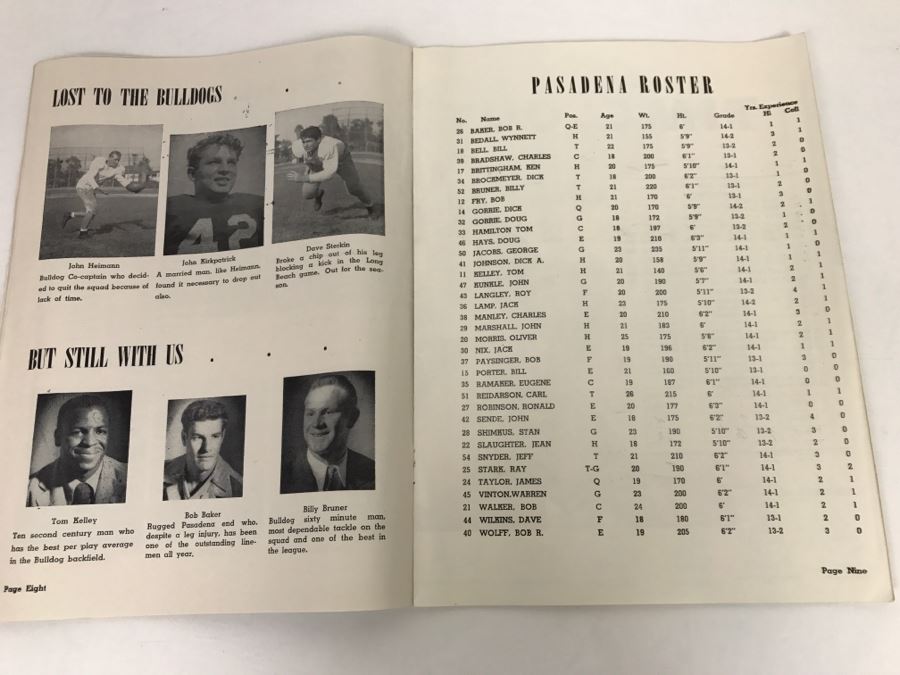 LOST TO THE BULLDOGS . . .
John Heimann
Bulldog Co-captain who decid-
ed to quit the squad because of
lack of time.
42
John Kirkpatrick
A married man, like Heimann,
found it necessary to drop out
also.
Dave Sterkin
Broke a chip out of his leg
blocking a kick in the Long
Beach game. Out for the sea-
son.
BUT STILL WITH US . . .
Tom Kelley
Ten second century man who
has the best per play average
in the Bulldog backfield.
Bob Baker
Rugged Pasadena end who,
despite a leg injury, has been
one of the outstanding line-
men all year.
Billy Bruner
Bulldog sixty minute man,
most dependable tackle on the
squad and one of the best in
the league.
Page Eight
PASADENA ROSTER
Yrs. Experience
No. Name Pos. Age Wt. Ht. Grade Hi Coll
26 BAKER, BOB R. Q-E 21 175 6' 14-1 1 1
31 BEDALL, WYNNETT H 21 155 5'9" 14-2 3 1
18 BELL, BILL T 22 175 5'9" 13-2 2 0
39 BRADSHAW, CHARLES C 18 200 6'1" 13-1 2 0
17 BRITTINGHAM, KEN H 20 175 5'10" 14-1 1 1
34 BROCKMEYER, DICK T 18 200 6'2" 13-1 1 0
52 BRUNER, BILLY T 21 220 6'1" 13-1 2 0
12 FRY, BOB H 21 170 6' 13-1 3 0
14 GORRIE, DICK Q 20 170 5'9" 14-2 2 1
32 GORRIE, DOUG G 18 172 5'9" 13-2 1 0
33 HAMILTON TOM C 18 197 6' 13-2 2 0
46 HAYS, DOUG E 19 210 6'3" 14-1 1 1
50 JACOBS, GEORGE G 23 235 5'11" 14-1 1 0
41 JOHNSON, DICK A. H 20 158 5'9" 14-1 1 1
11 KELLEY, TOM H 21 140 5'6" 14-1 2 1
47 KUNKLE, JOHN G 20 190 5'7" 14-1 2 1
43 LANGLEY, ROY F 20 200 5'11" 13-2 4 1
36 LAMP, JACK H 23 175 5'10" 14-2 2 1
38 MANLEY, CHARLES E 20 210 6'2" 14-1 3 0
29 MARSHALL, JOHN H 21 183 6' 14-1 2 1
20 MORRIS, OLIVER H 25 175 5'8" 14-2 2 1
30 NIX, JACK E 19 196 6'2" 14-1 1 1
37 PAYSINGER, BOB F 19 190 5'11" 13-1 3 0
15 PORTER, BILL E 21 160 5'10" 13-1 0 0
35 RAMAKER, EUGENE C 19 187 6'1" 14-1 0 0
51 REIDARSON, CARL T 26 215 6' 14-1 1 1
27 ROBINSON, RONALD E 20 177 6'3" 14-1 0 0
42 SENDE, JOHN E 18 175 6'2" 13-2 4 0
28 SHIMKUS, STAN G 23 190 5'10" 13-2 3 0
22 SLAUGHTER, JEAN H 18 172 5'10" 13-2 2 0
54 SNYDER, JEFF T 21 210 6'2" 14-1 3 0
25 STARK, RAY T-G 20 190 6'1" 14-1 3 2
24 TAYLOR, JAMES Q 19 170 6' 14-1 2 1
45 VINTON.WARREN G 23 200 6'2" 14-1 2 1
21 WALKER, BOB C 24 200 6' 14-1 2 1
44 WILKINS, DAVE F 18 180 6'1" 13-1 2 0
40 WOLFF, BOB R. E 19 205 6'2" 13-2 3 0
Page Nine